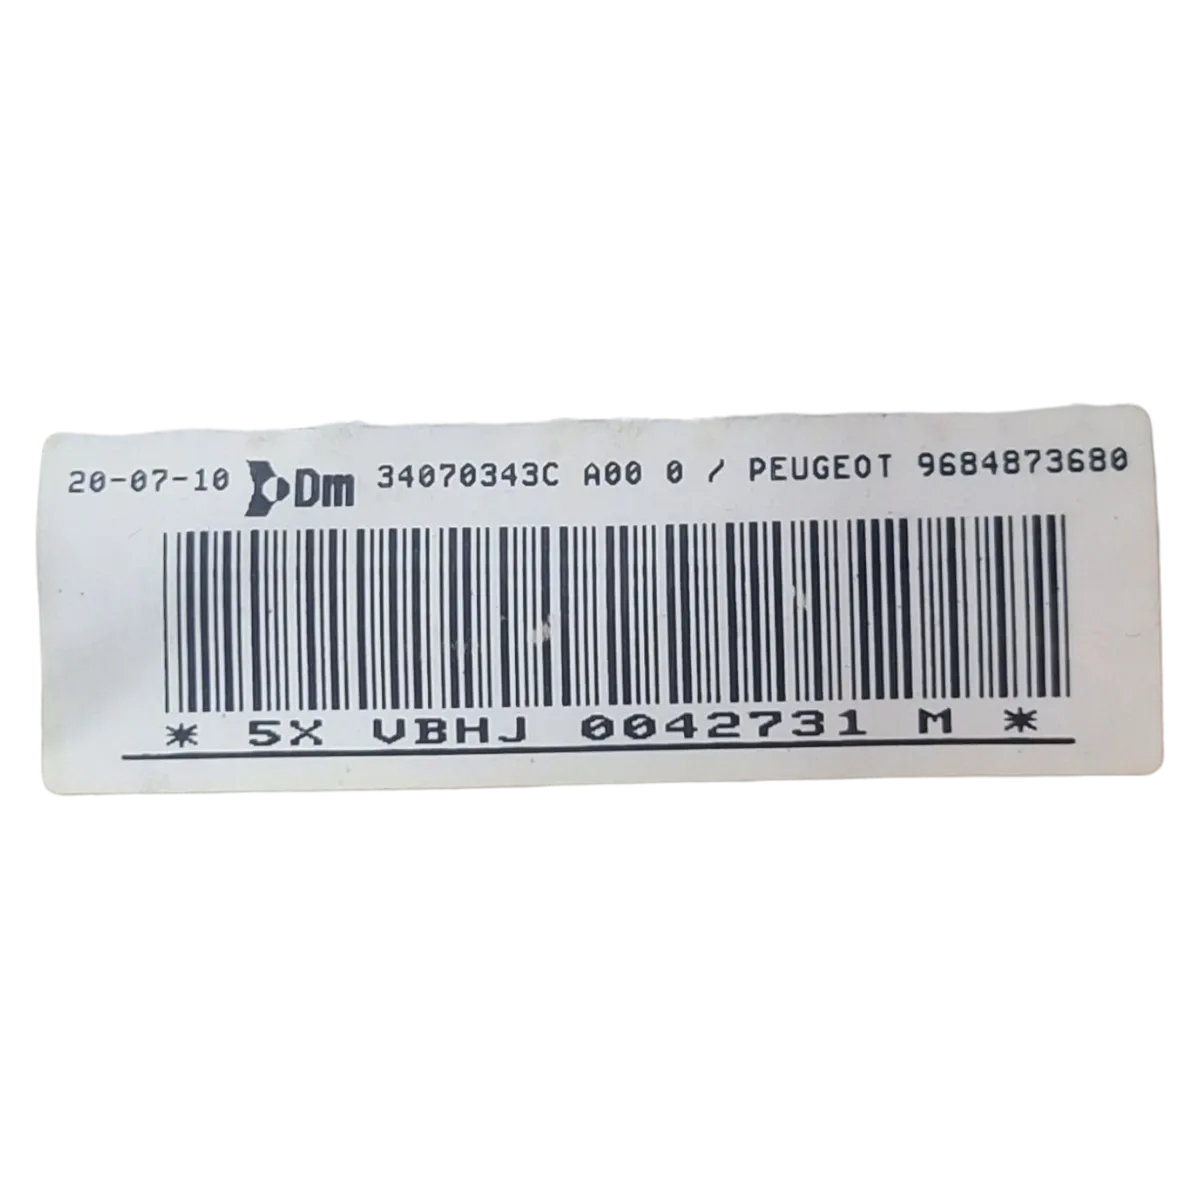 20-07-10 Dm 34070343C A00 0 / PEUGEOT 9684873680
* 5X VBHJ 0042731 M *